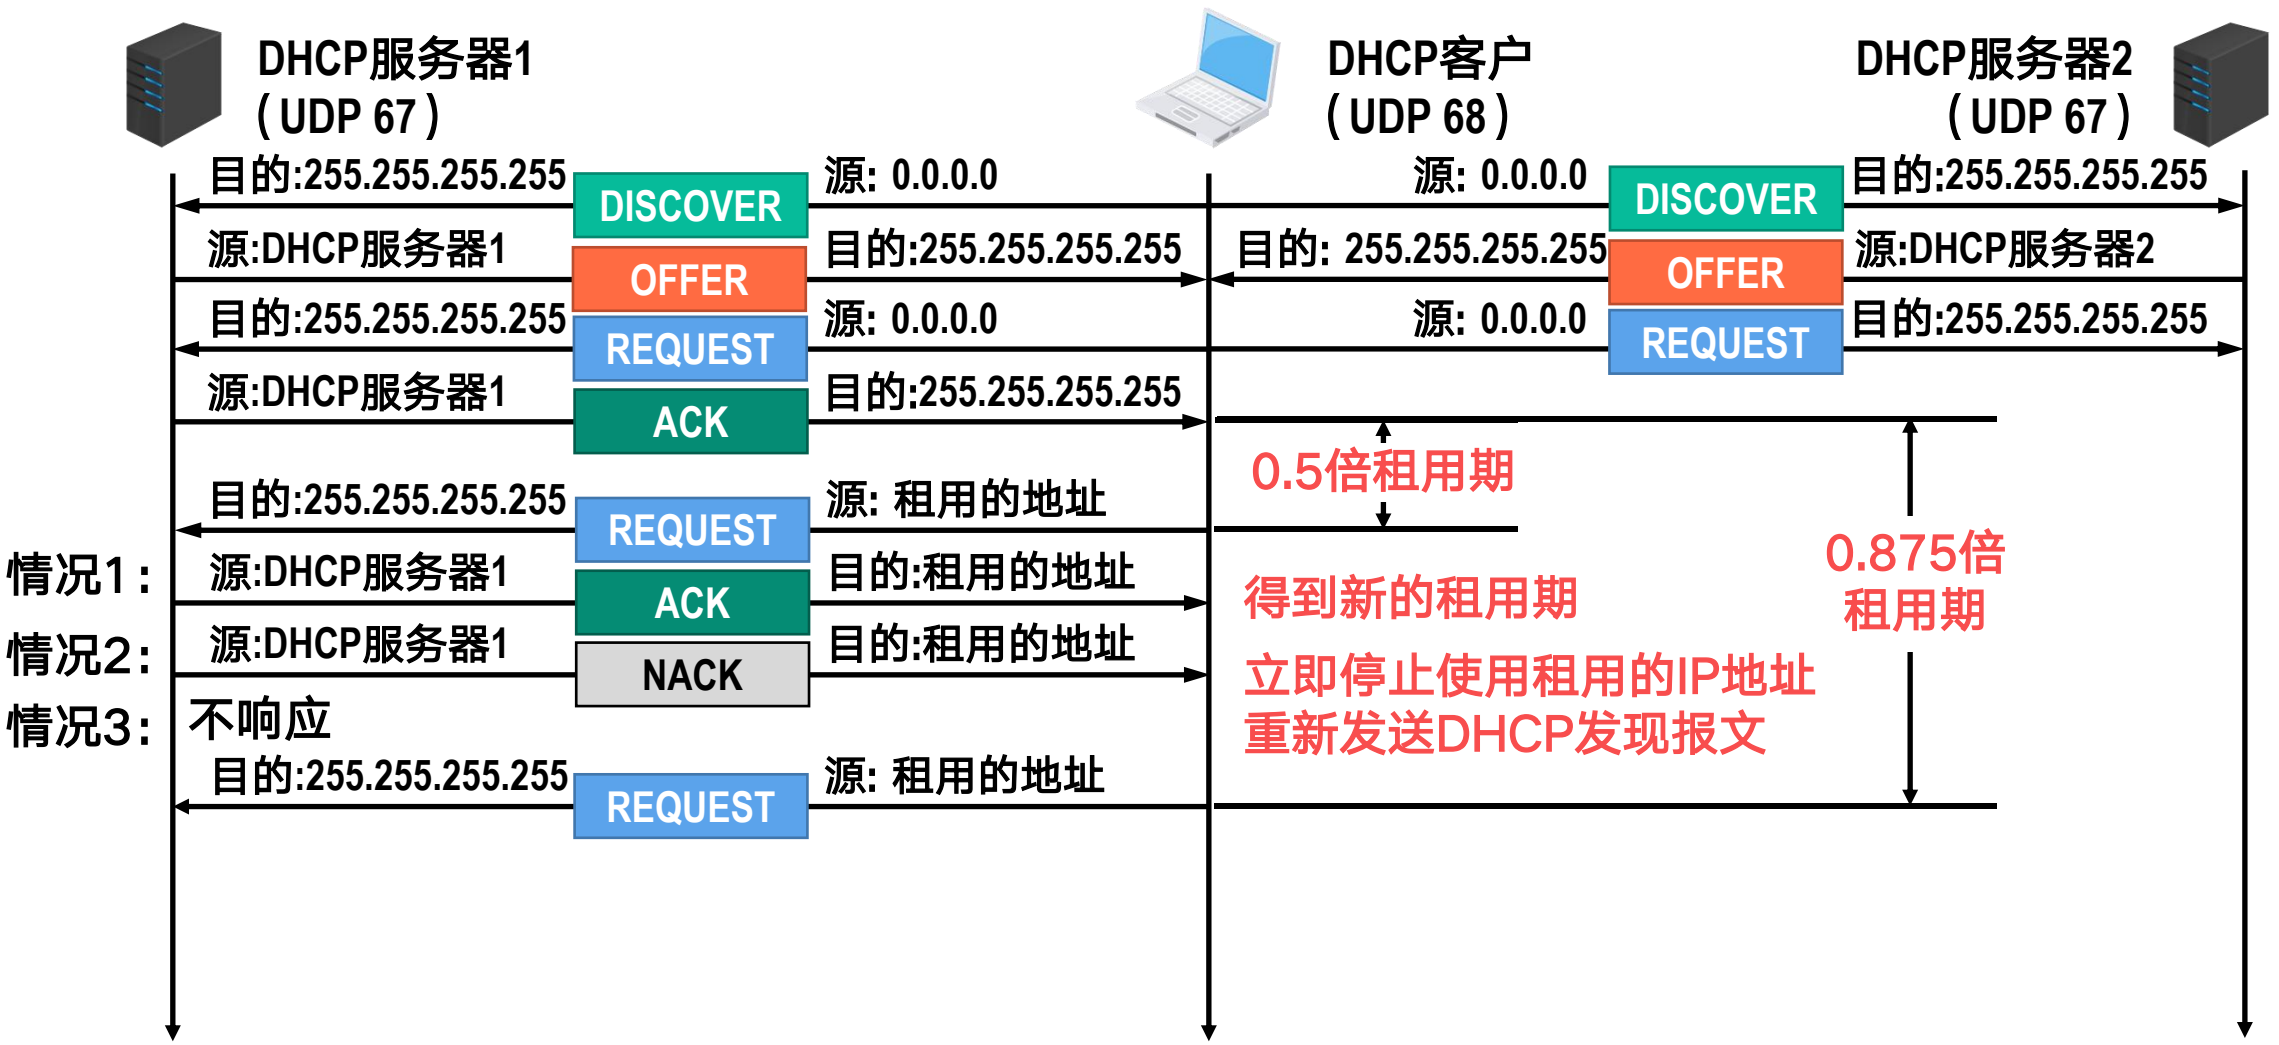 DHCP服务器1
（UDP 67）
DHCP客户
（UDP 68）
DHCP服务器2
（UDP 67）
目的:255.255.255.255
DISCOVER
源: 0.0.0.0
源: 0.0.0.0
DISCOVER
目的:255.255.255.255
源:DHCP服务器1
OFFER
目的:255.255.255.255
目的: 255.255.255.255
OFFER
源:DHCP服务器2
目的:255.255.255.255
REQUEST
源: 0.0.0.0
源: 0.0.0.0
REQUEST
目的:255.255.255.255
源:DHCP服务器1
ACK
目的:255.255.255.255
0.5倍租用期
目的:255.255.255.255
REQUEST
源: 租用的地址
0.875倍
租用期
情况1：
源:DHCP服务器1
ACK
目的:租用的地址
得到新的租用期
情况2：
源:DHCP服务器1
NACK
目的:租用的地址
立即停止使用租用的IP地址
重新发送DHCP发现报文
情况3：
不响应
目的:255.255.255.255
REQUEST
源: 租用的地址